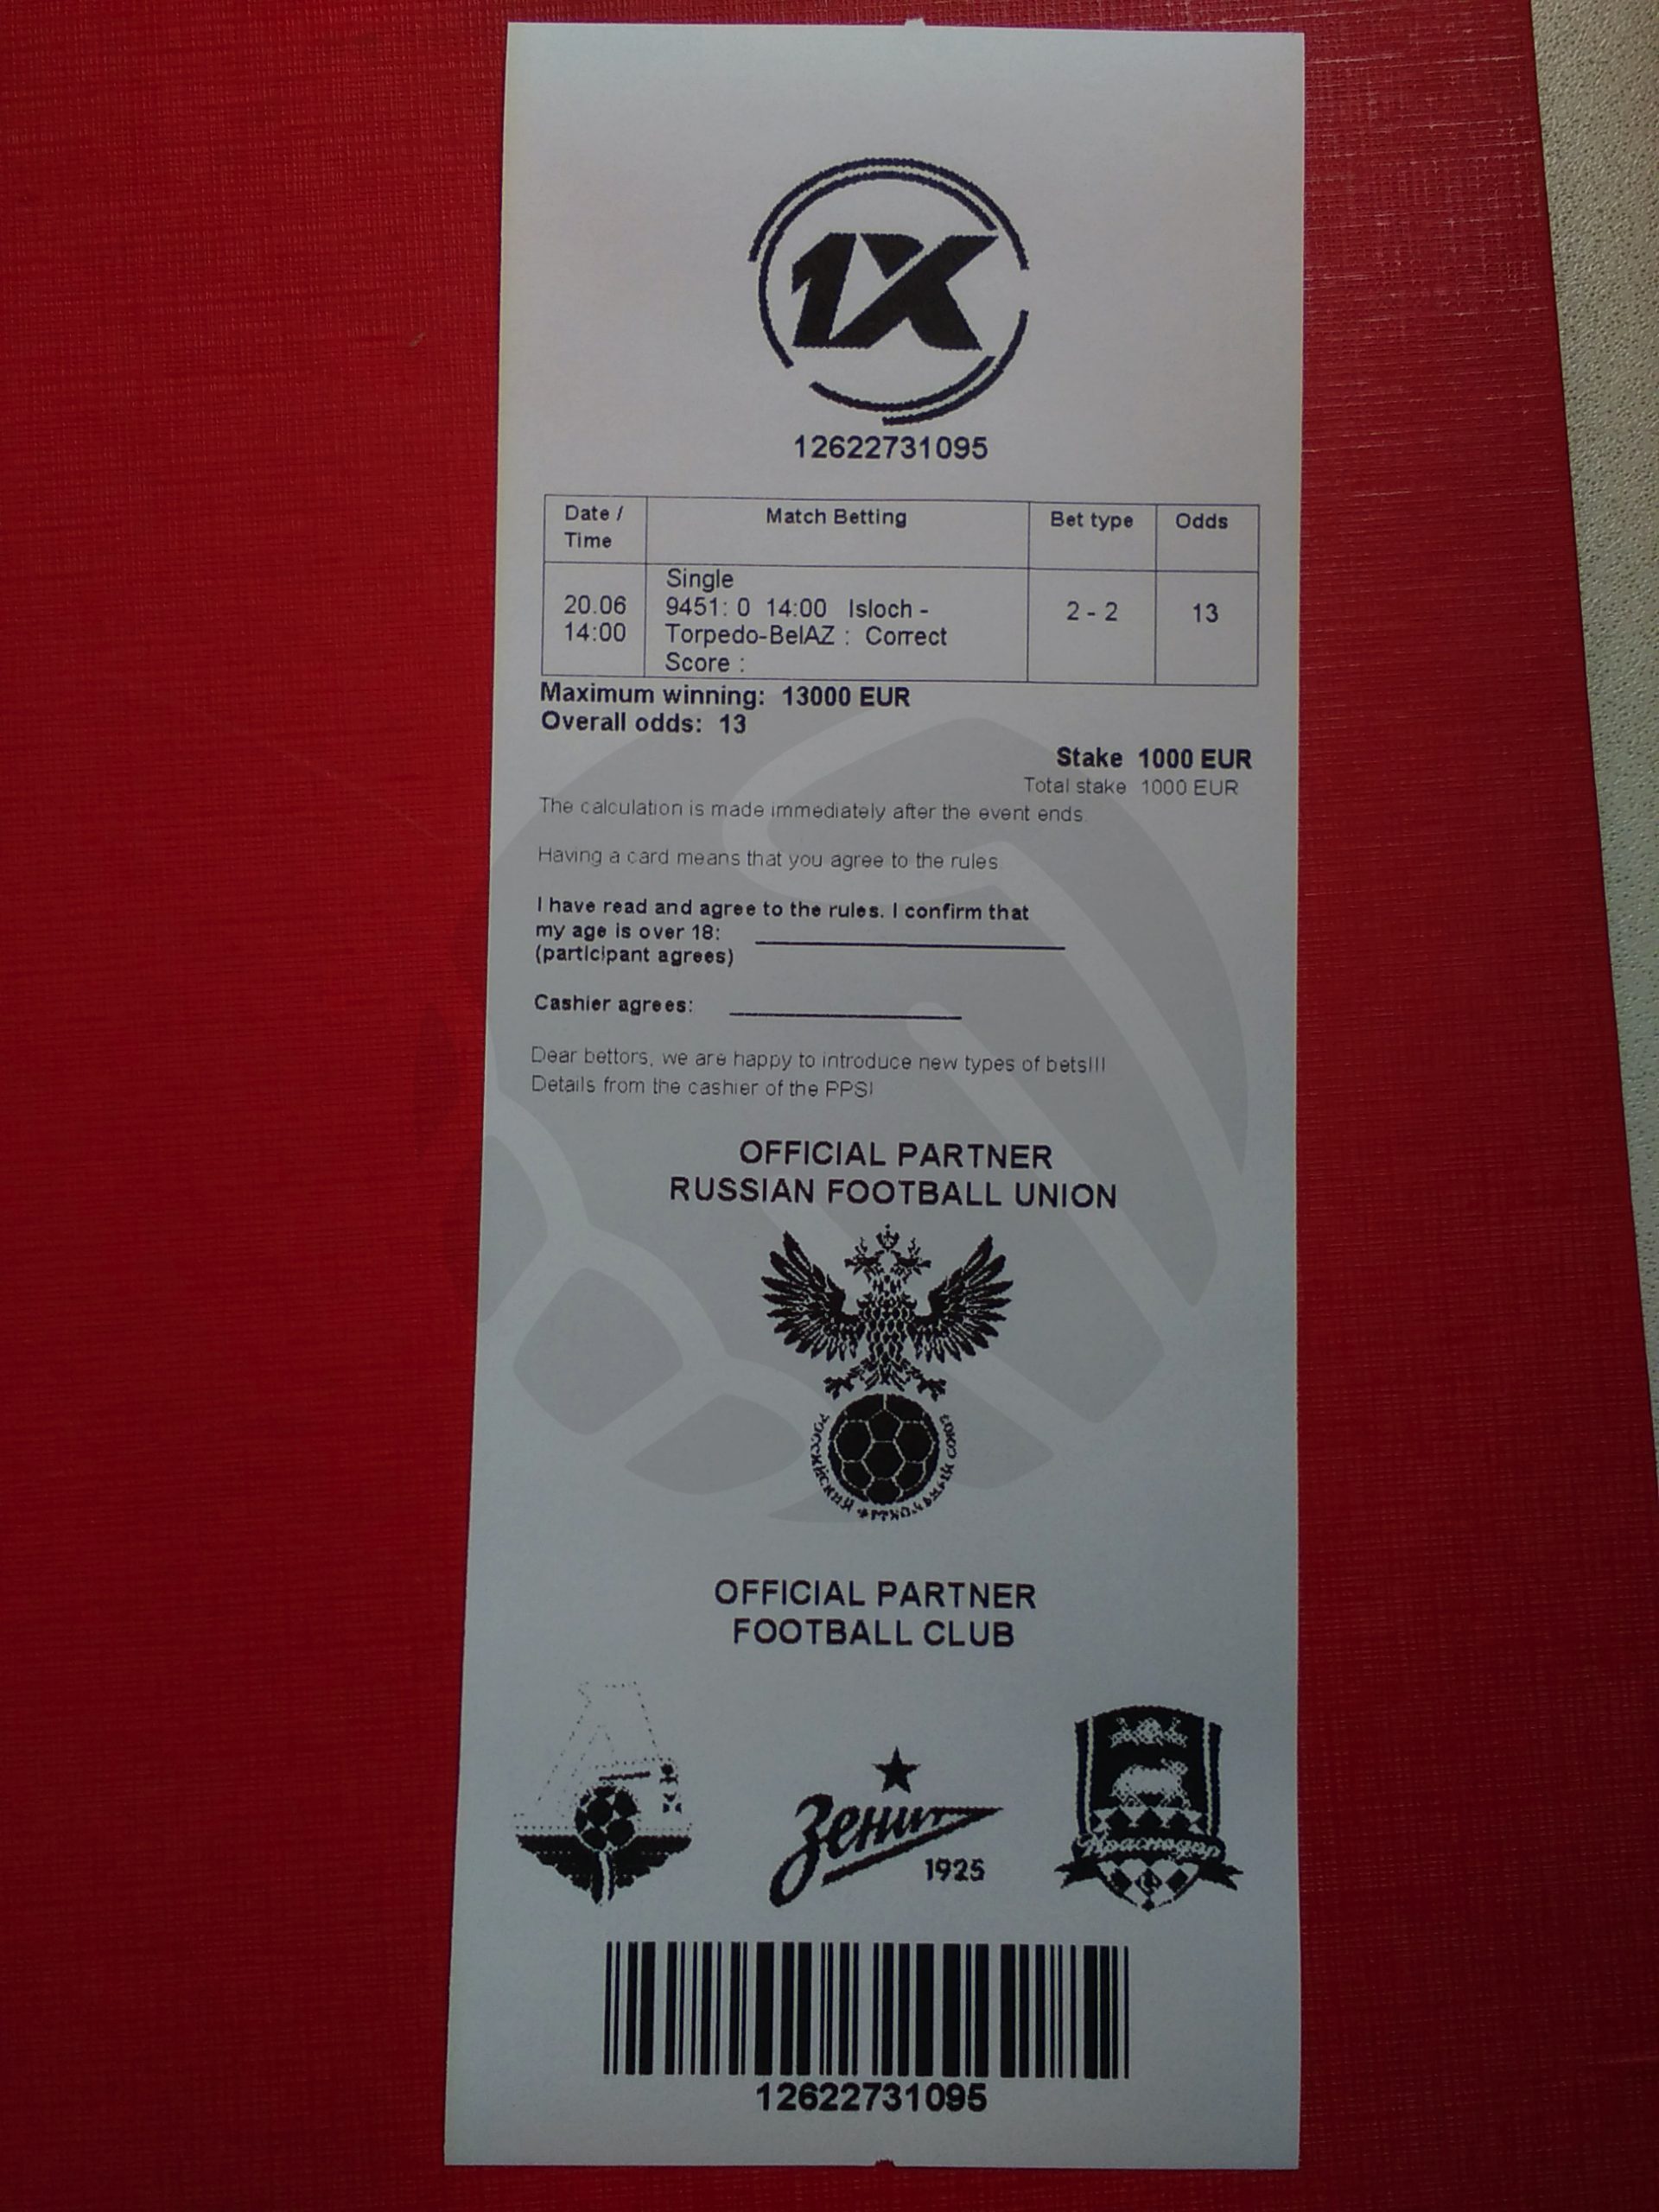 1X
12622731095
Date / Time
Match Betting
Bet type
Odds
20.06
14:00
Single
9451: 0 14:00 Isloch -
Torpedo-BelAZ : Correct
Score :
2 - 2
13
Maximum winning: 13000 EUR
Overall odds: 13
Stake 1000 EUR
Total stake 1000 EUR
The calculation is made immediately after the event ends.
Having a card means that you agree to the rules.
I have read and agree to the rules. I confirm that
my age is over 18:
(participant agrees)
Cashier agrees:
Dear bettors, we are happy to introduce new types of bets!!!
Details from the cashier of the PPS!
OFFICIAL PARTNER
RUSSIAN FOOTBALL UNION
РОССИЙСКИЙ ФУТБОЛЬНЫЙ СОЮЗ
OFFICIAL PARTNER
FOOTBALL CLUB
Зенит
1925
Краснодар
12622731095